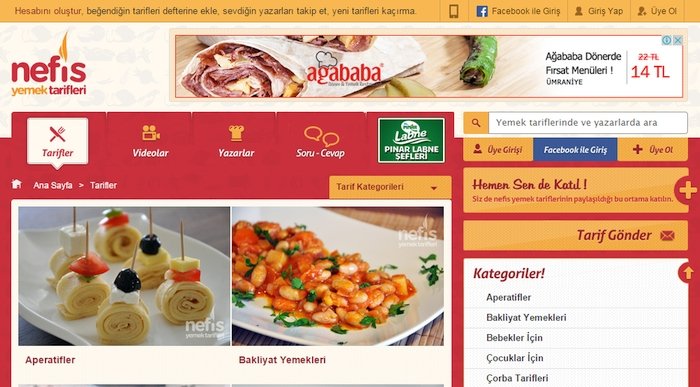 Hesabını oluştur, beğendiğin tarifleri defterine ekle, sevdiğin yazarları takip et, yeni tarifleri kaçırma.
Facebook ile Giriş
Giriş Yap
Üye Ol
nefis
yemek tarifleri
ağababa
Ağababa Dönerde
Fırsat Menüleri !
ÜMRANİYE
22 TL
14 TL
Tarifler
Videolar
Yazarlar
Soru - Cevap
Labne
PINAR LABNE
ŞEFLERİ
Yemek tariflerinde ve yazarlarda ara
Üye Girişi
Facebook ile Giriş
Üye Ol
Ana Sayfa > Tarifler
Tarif Kategorileri
Hemen Sen de Katıl !
Siz de nefis yemek tariflerinin paylaşıldığı bu ortama katılın.
Tarif Gönder
nefis
yemek tarifleri
nefis
yemek tarifleri
Aperatifler
Bakliyat Yemekleri
Kategoriler!
Aperatifler
Bakliyat Yemekleri
Bebekler İçin
Çocuklar İçin
Çorba Tarifleri